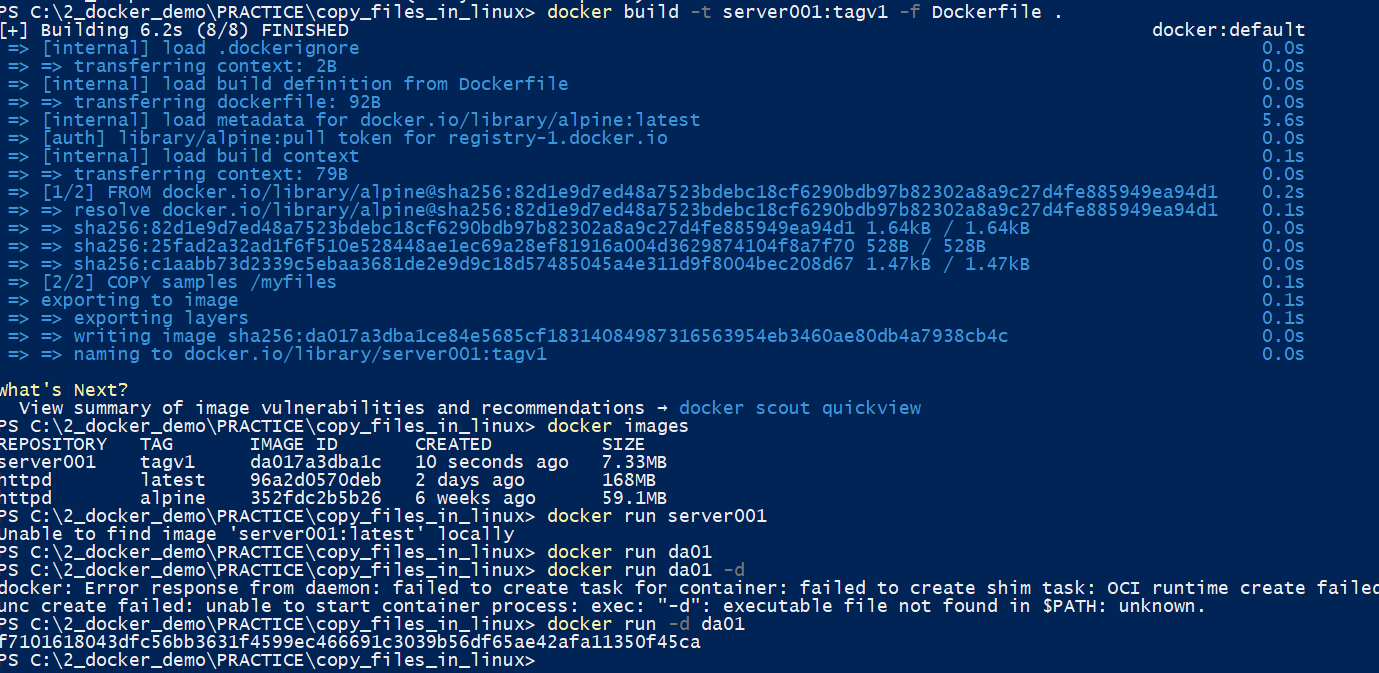 PS C:\2_docker_demo\PRACTICE\copy_files_in_linux> docker build -t server001:tagv1 -f Dockerfile .
[+] Building 6.2s (8/8) FINISHED docker:default
=> [internal] load .dockerignore 0.0s
=> => transferring context: 2B 0.0s
=> [internal] load build definition from Dockerfile 0.0s
=> => transferring dockerfile: 92B 0.0s
=> [internal] load metadata for docker.io/library/alpine:latest 5.6s
=> [auth] library/alpine:pull token for registry-1.docker.io 0.0s
=> [internal] load build context 0.1s
=> => transferring context: 79B 0.0s
=> [1/2] FROM docker.io/library/alpine@sha256:82d1e9d7ed48a7523bdebc18cf6290bdb97b82302a8a9c27d4fe885949ea94d1 0.2s
=> => resolve docker.io/library/alpine@sha256:82d1e9d7ed48a7523bdebc18cf6290bdb97b82302a8a9c27d4fe885949ea94d1 0.1s
=> => sha256:82d1e9d7ed48a7523bdebc18cf6290bdb97b82302a8a9c27d4fe885949ea94d1 1.64kB / 1.64kB 0.0s
=> => sha256:25fad2a32ad1f6f510e528448ae1ec69a28ef81916a004d3629874104f8a7f70 528B / 528B 0.0s
=> => sha256:c1aabb73d2339c5ebaa3681de2e9d9c18d57485045a4e311d9f8004bec208d67 1.47kB / 1.47kB 0.0s
=> [2/2] COPY samples /myfiles 0.1s
=> exporting to image 0.1s
=> => exporting layers 0.1s
=> => writing image sha256:da017a3dba1ce84e5685cf18314084987316563954eb3460ae80db4a7938cb4c 0.0s
=> => naming to docker.io/library/server001:tagv1 0.0s
What's Next?
View summary of image vulnerabilities and recommendations → docker scout quickview
PS C:\2_docker_demo\PRACTICE\copy_files_in_linux> docker images
REPOSITORY TAG IMAGE ID CREATED SIZE
server001 tagv1 da017a3dba1c 10 seconds ago 7.33MB
httpd latest 96a2d0570deb 2 days ago 168MB
httpd alpine 352fdc2b5b26 6 weeks ago 59.1MB
PS C:\2_docker_demo\PRACTICE\copy_files_in_linux> docker run server001
Unable to find image 'server001:latest' locally
PS C:\2_docker_demo\PRACTICE\copy_files_in_linux> docker run da01
PS C:\2_docker_demo\PRACTICE\copy_files_in_linux> docker run da01 -d
docker: Error response from daemon: failed to create task for container: failed to create shim task: OCI runtime create failed
unc create failed: unable to start container process: exec: "-d": executable file not found in $PATH: unknown.
PS C:\2_docker_demo\PRACTICE\copy_files_in_linux> docker run -d da01
f7101618043dfc56bb3631f4599ec466691c3039b56df65ae42afa11350f45ca
PS C:\2_docker_demo\PRACTICE\copy_files_in_linux>